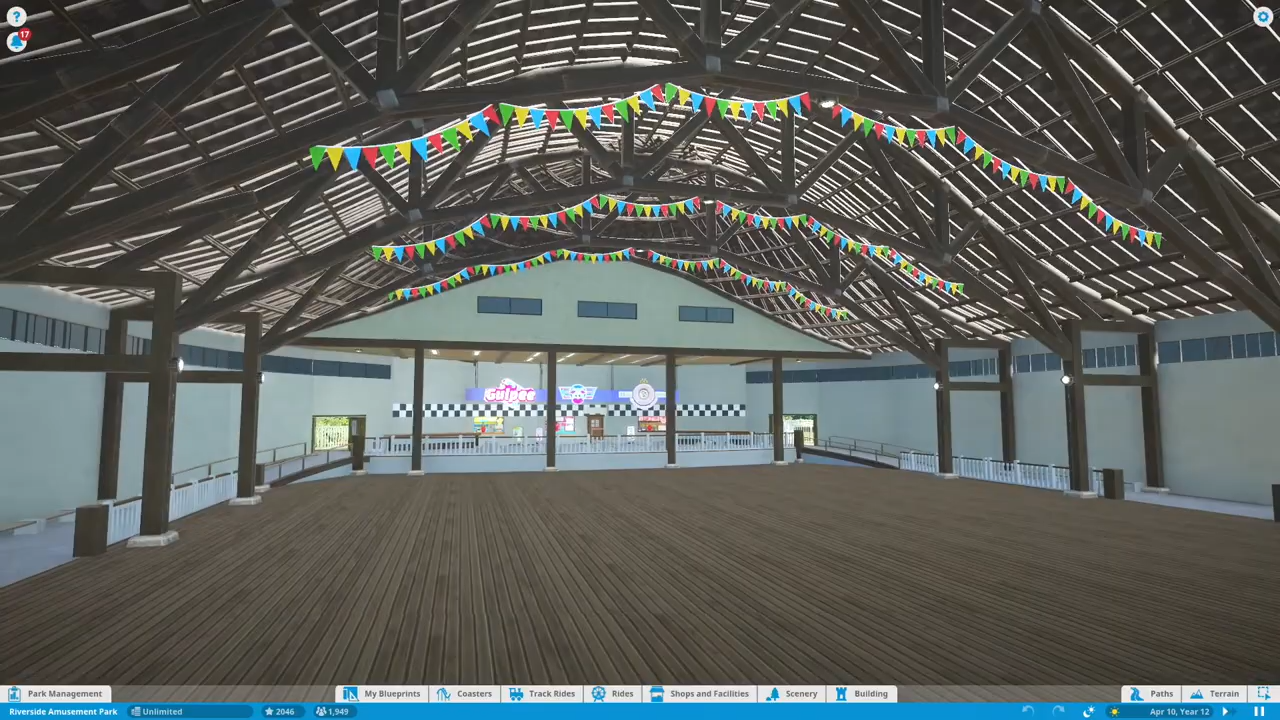 ?
17
Gulpee
Park Management
My Blueprints
Coasters
Track Rides
Rides
Shops and Facilities
Scenery
Building
Paths
Terrain
Riverside Amusement Park
Unlimited
2046
1,949
Apr 10, Year 12